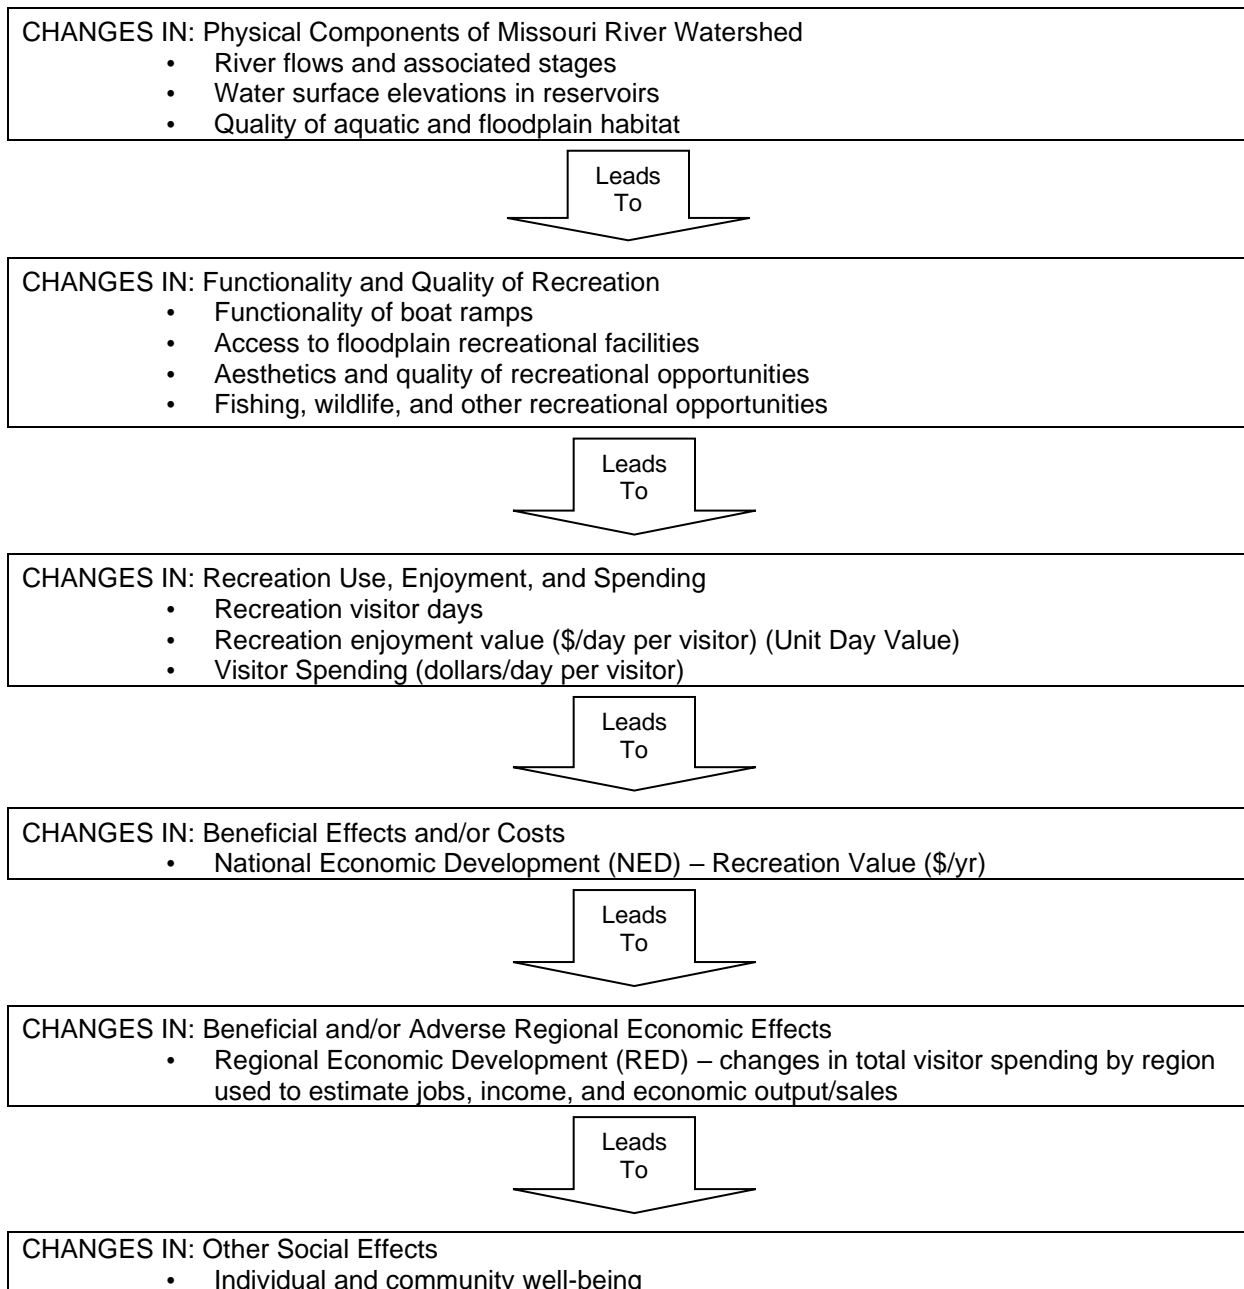 CHANGES IN: Physical Components of Missouri River Watershed
• River flows and associated stages
• Water surface elevations in reservoirs
• Quality of aquatic and floodplain habitat
Leads
To
CHANGES IN: Functionality and Quality of Recreation
• Functionality of boat ramps
• Access to floodplain recreational facilities
• Aesthetics and quality of recreational opportunities
• Fishing, wildlife, and other recreational opportunities
Leads
To
CHANGES IN: Recreation Use, Enjoyment, and Spending
• Recreation visitor days
• Recreation enjoyment value ($/day per visitor) (Unit Day Value)
• Visitor Spending (dollars/day per visitor)
Leads
To
CHANGES IN: Beneficial Effects and/or Costs
• National Economic Development (NED) – Recreation Value ($/yr)
Leads
To
CHANGES IN: Beneficial and/or Adverse Regional Economic Effects
• Regional Economic Development (RED) – changes in total visitor spending by region
used to estimate jobs, income, and economic output/sales
Leads
To
CHANGES IN: Other Social Effects
• Individual and community well-being